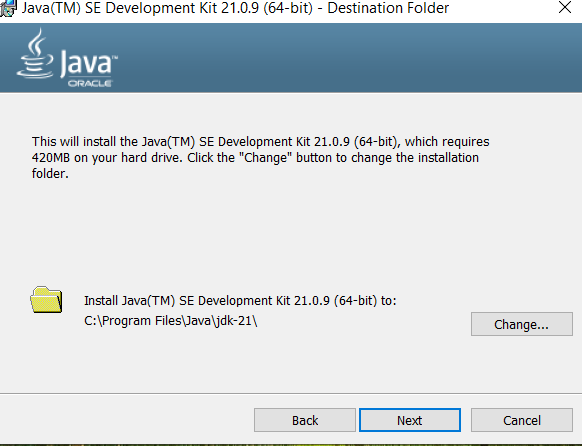 Java(TM) SE Development Kit 21.0.9 (64-bit) - Destination Folder
Java™
ORACLE
This will install the Java(TM) SE Development Kit 21.0.9 (64-bit), which requires
420MB on your hard drive. Click the "Change" button to change the installation
folder.
Install Java(TM) SE Development Kit 21.0.9 (64-bit) to:
C:\Program Files\Java\jdk-21\
Change...
Back
Next
Cancel